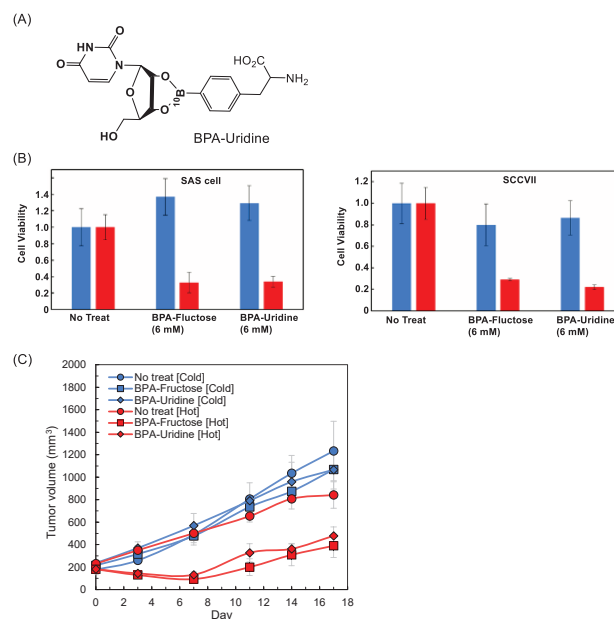 (A)
O
NH
O
N
O
O
O
B
10
O
HO
HO₂C
NH₂
BPA-Uridine
(B)
SAS cell
Cell Viability
1.4
1.2
1
0.8
0.6
0.4
0.2
0
No Treat
BPA-Fluctose
(6 mM)
BPA-Uridine
(6 mM)
SCCVII
Cell Viability
1.2
1.0
0.8
0.6
0.4
0.2
0
No Treat
BPA-Fluctose
(6 mM)
BPA-Uridine
(6 mM)
(C)
Tumor volume (mm³)
2000
1800
1600
1400
1200
1000
800
600
400
200
0
No treat [Cold]
BPA-Fructose [Cold]
BPA-Uridine [Cold]
No treat [Hot]
BPA-Fructose [Hot]
BPA-Uridine [Hot]
0 2 4 6 8 10 12 14 16 18
Day